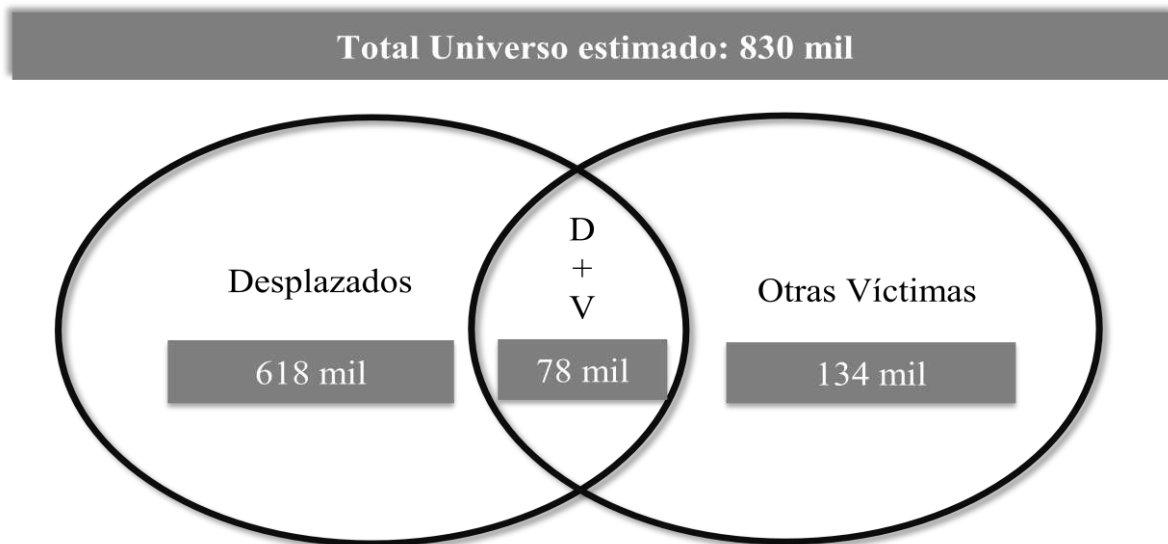 Total Universo estimado: 830 mil
Desplazados
618 mil
D
+
V
78 mil
Otras Víctimas
134 mil